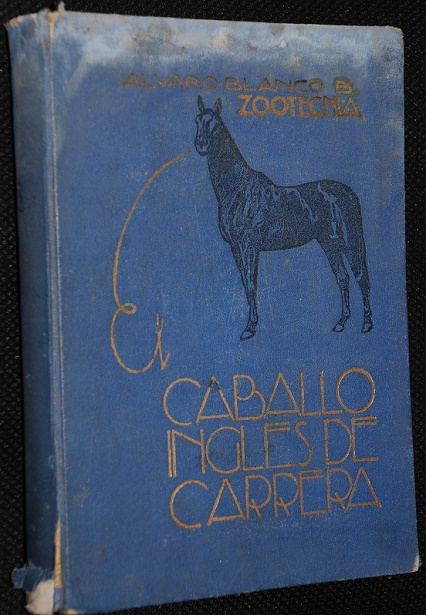 ALVARO BLANCO B.
ZOOTECNIA
El
CABALLO
INGLES DE
CARRERA